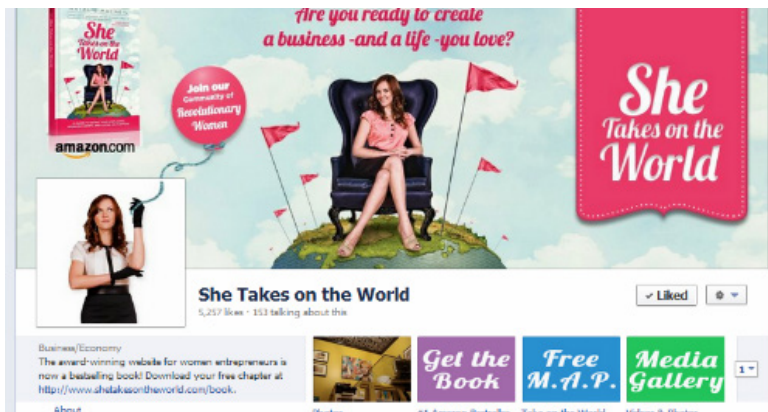 Are you ready to create
a business -and a life -you love?
She
Takes on the
World
amazon.com
Join our
Community of
Revolutionary
Women
She
Takes on the
World
She Takes on the World
5,257 likes · 153 talking about this
✓ Liked
Business/Economy
The award-winning website for women entrepreneurs is
now a bestselling book! Download your free chapter at
http://www.shetakesontheworld.com/book.
About
Get the
Book
Free
M.A.P.
Media
Gallery
1
Photos